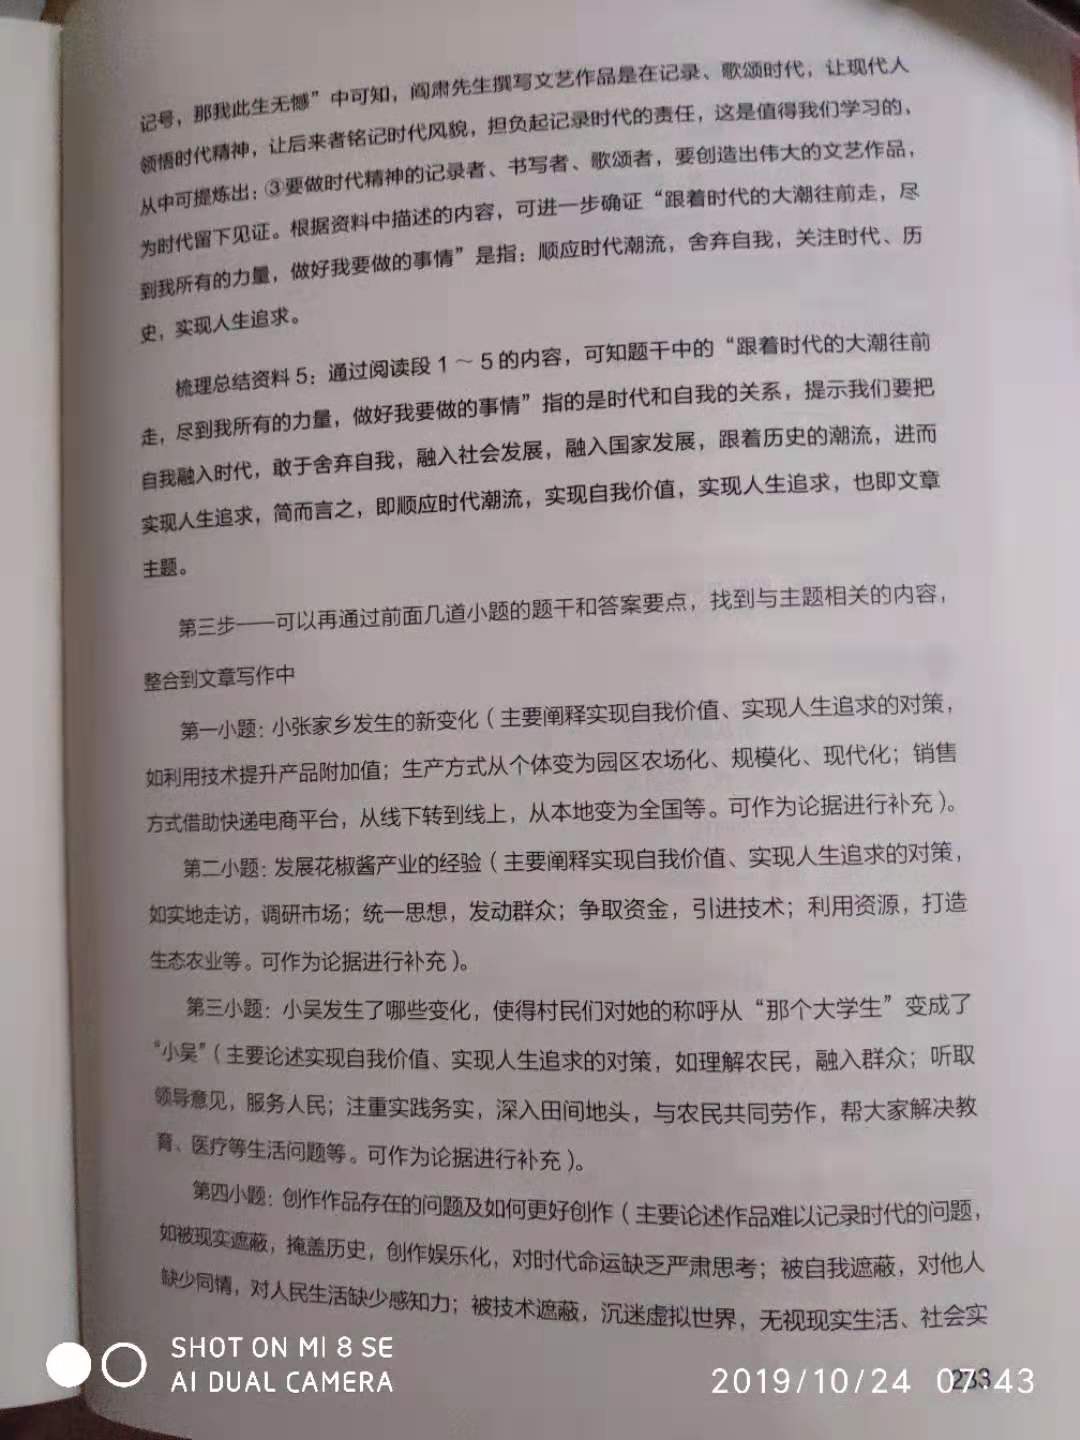 记号，那我此生无憾”中可知，阎肃先生撰写文艺作品是在记录、歌颂时代，让现代人
领悟时代精神，让后来者铭记时代风貌，担负起记录时代的责任，这是值得我们学习的，
从中可提炼出：③要做时代精神的记录者、书写者、歌颂者，要创造出伟大的文艺作品，
为时代留下见证。根据资料中描述的内容，可进一步确证“跟着时代的大潮往前走，尽
到我所有的力量，做好我要做的事情”是指：顺应时代潮流，舍弃自我，关注时代、历
史，实现人生追求。
梳理总结资料5：通过阅读段1～5的内容，可知题干中的“跟着时代的大潮往前
走，尽到我所有的力量，做好我要做的事情”指的是时代和自我的关系，提示我们要把
自我融入时代，敢于舍弃自我，融入社会发展，融入国家发展，跟着历史的潮流，进而
实现人生追求，简而言之，即顺应时代潮流，实现自我价值，实现人生追求，也即文章
主题。
第三步——可以再通过前面几道小题的题干和答案要点，找到与主题相关的内容，
整合到文章写作中
第一小题：小张家乡发生的新变化（主要阐释实现自我价值、实现人生追求的对策，
如利用技术提升产品附加值；生产方式从个体变为园区农场化、规模化、现代化；销售
方式借助快递电商平台，从线下转到线上，从本地变为全国等。可作为论据进行补充）。
第二小题：发展花椒酱产业的经验（主要阐释实现自我价值、实现人生追求的对策，
如实地走访，调研市场；统一思想，发动群众；争取资金，引进技术；利用资源，打造
生态农业等。可作为论据进行补充）。
第三小题：小吴发生了哪些变化，使得村民们对她的称呼从“那个大学生”变成了
“小吴”（主要论述实现自我价值、实现人生追求的对策，如理解农民，融入群众；听取
领导意见，服务人民；注重实践务实，深入田间地头，与农民共同劳作，帮大家解决教
育、医疗等生活问题等。可作为论据进行补充）。
第四小题：创作作品存在的问题及如何更好创作（主要论述作品难以记录时代的问题，
如被现实遮蔽，掩盖历史，创作娱乐化，对时代命运缺乏严肃思考；被自我遮蔽，对他人
缺少同情，对人民生活缺少感知力；被技术遮蔽，沉迷虚拟世界，无视现实生活、社会实
SHOT ON MI 8 SE
AI DUAL CAMERA
2019/10/24 07:43